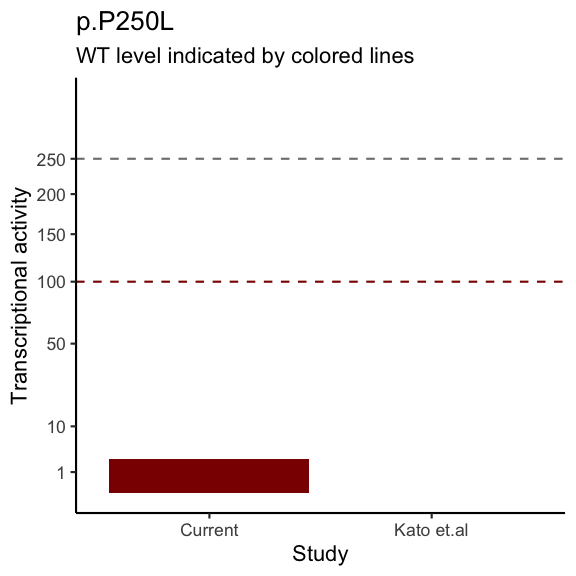 p.P250L
WT level indicated by colored lines
Transcriptional activity
250
200
150
100
50
10
1
Current
Kato et.al
Study